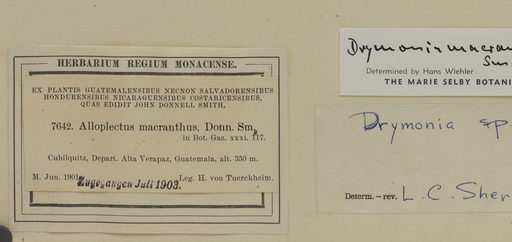 HERBARIUM REGIUM MONACENSE.
EX PLANTIS GUATEMALENSIBUS NECNON SALVADORENSIBUS
HONDURENSIBUS NICARAGUENSIBUS COSTARICENSIBUS,
QUAS EDIDIT JOHN DONNELL SMITH,
7642. Alloplectus macranthus, Donn. Sm.
in Bot. Gaz. xxxi. 117.
Cubilquitz, Depart. Alta Verapaz, Guatemala, alt. 350 m.
M. Jun. 1901. Leg. H. von Tuerckheim.
Zugegangen Juli 1903.
Drymonia macran
Determined by Hans Wiehler
THE MARIE SELBY BOTANI
Drymonia sp
Determ.—rev. L. C. Sher